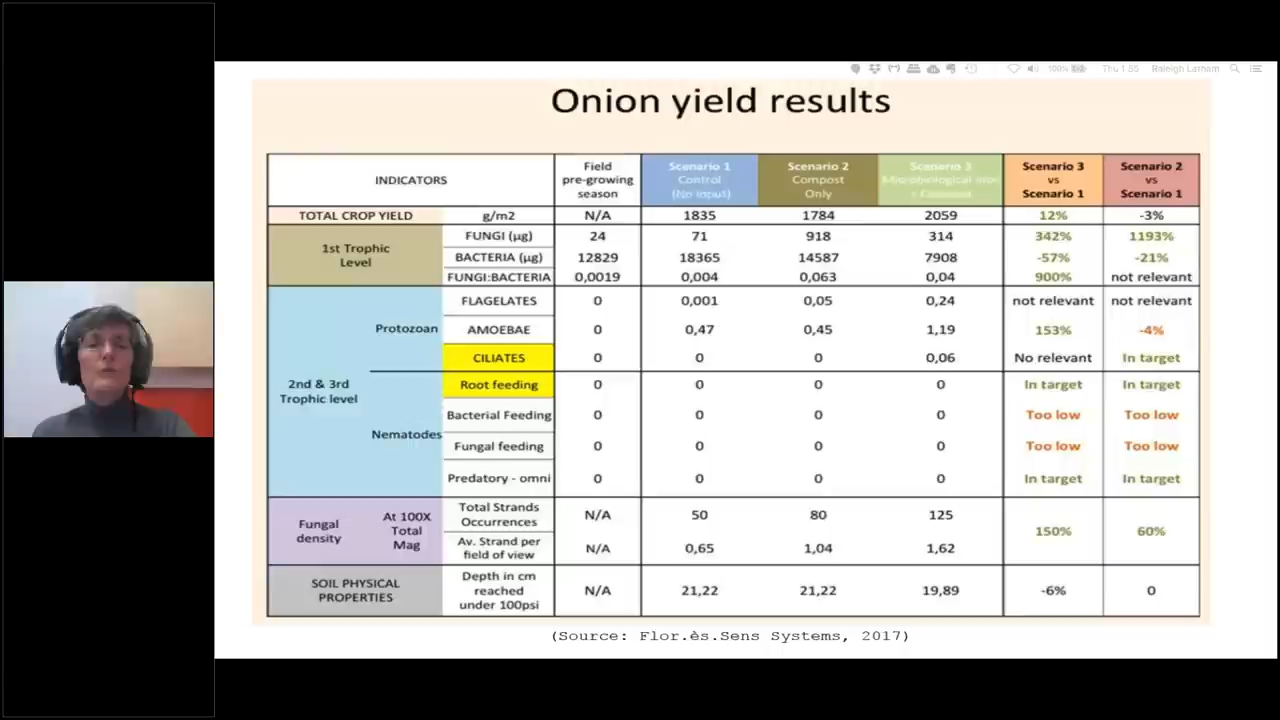 100% Thu 1:55 Raleigh Latham
Onion yield results
INDICATORS
Field pre-growing season
Scenario 1 Control (No input)
Scenario 2 Compost Only
Scenario 3 Microbiological + Compost
Scenario 3 vs Scenario 1
Scenario 2 vs Scenario 1
TOTAL CROP YIELD g/m2 N/A 1835 1784 2059 12% -3%
1st Trophic Level
FUNGI (µg) 24 71 918 314 342% 1193%
BACTERIA (µg) 12829 18365 14587 7908 -57% -21%
FUNGI:BACTERIA 0,0019 0,004 0,063 0,04 900% not relevant
2nd & 3rd Trophic level
Protozoan
FLAGELATES 0 0,001 0,05 0,24 not relevant not relevant
AMOEBAE 0 0,47 0,45 1,19 153% -4%
CILIATES 0 0 0 0,06 No relevant In target
Nematodes
Root feeding 0 0 0 0 In target In target
Bacterial Feeding 0 0 0 0 Too low Too low
Fungal feeding 0 0 0 0 Too low Too low
Predatory - omni 0 0 0 0 In target In target
Fungal density
At 100X Total Mag
Total Strands Occurrences N/A 50 80 125
150% 60%
Av. Strand per field of view N/A 0,65 1,04 1,62
SOIL PHYSICAL PROPERTIES
Depth in cm reached under 100psi N/A 21,22 21,22 19,89 -6% 0
(Source: Flor.ès.Sens Systems, 2017)